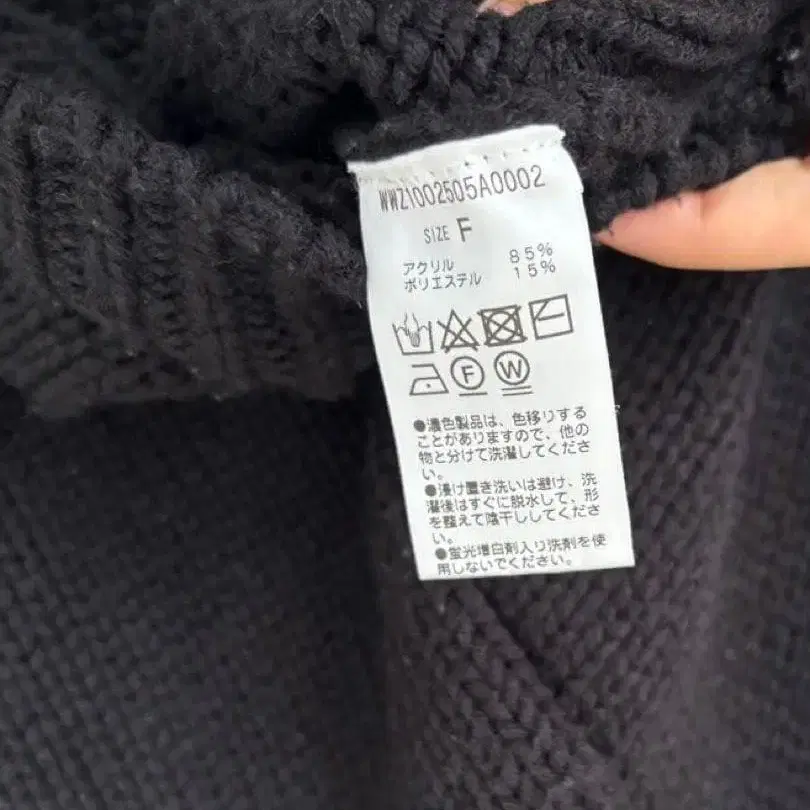 WWZ1002505A0002
SIZE F
アクリル 85%
ポリエステル 15%
F W
●濃色製品は、色移りする
ことがありますので、他の
物と分けて洗濯してくださ
い。
●浸け置き洗いは避け、洗
濯後はすぐに脱水して、形
を整えて陰干ししてくださ
い。
●蛍光増白剤入り洗剤を使
用しないでください。